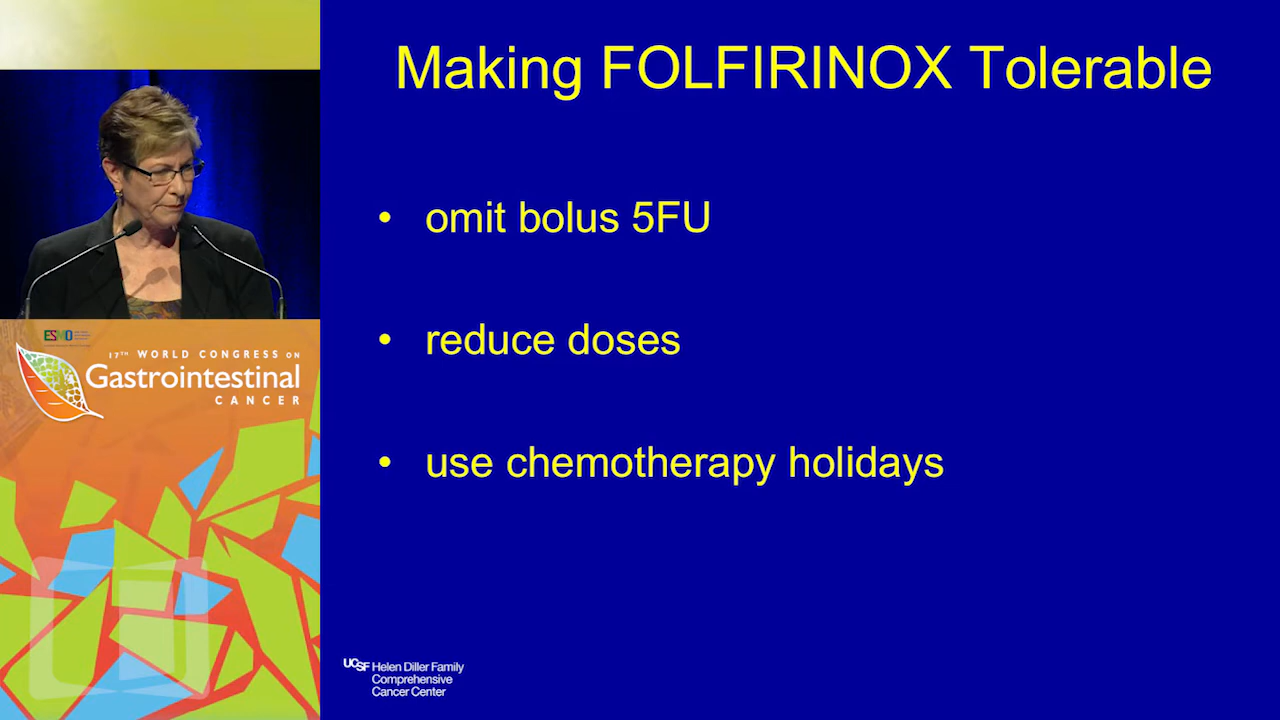 Making FOLFIRINOX Tolerable
• omit bolus 5FU
• reduce doses
• use chemotherapy holidays
ESMO
17TH WORLD CONGRESS ON
Gastrointestinal
CANCER
UCSF Helen Diller Family
Comprehensive
Cancer Center